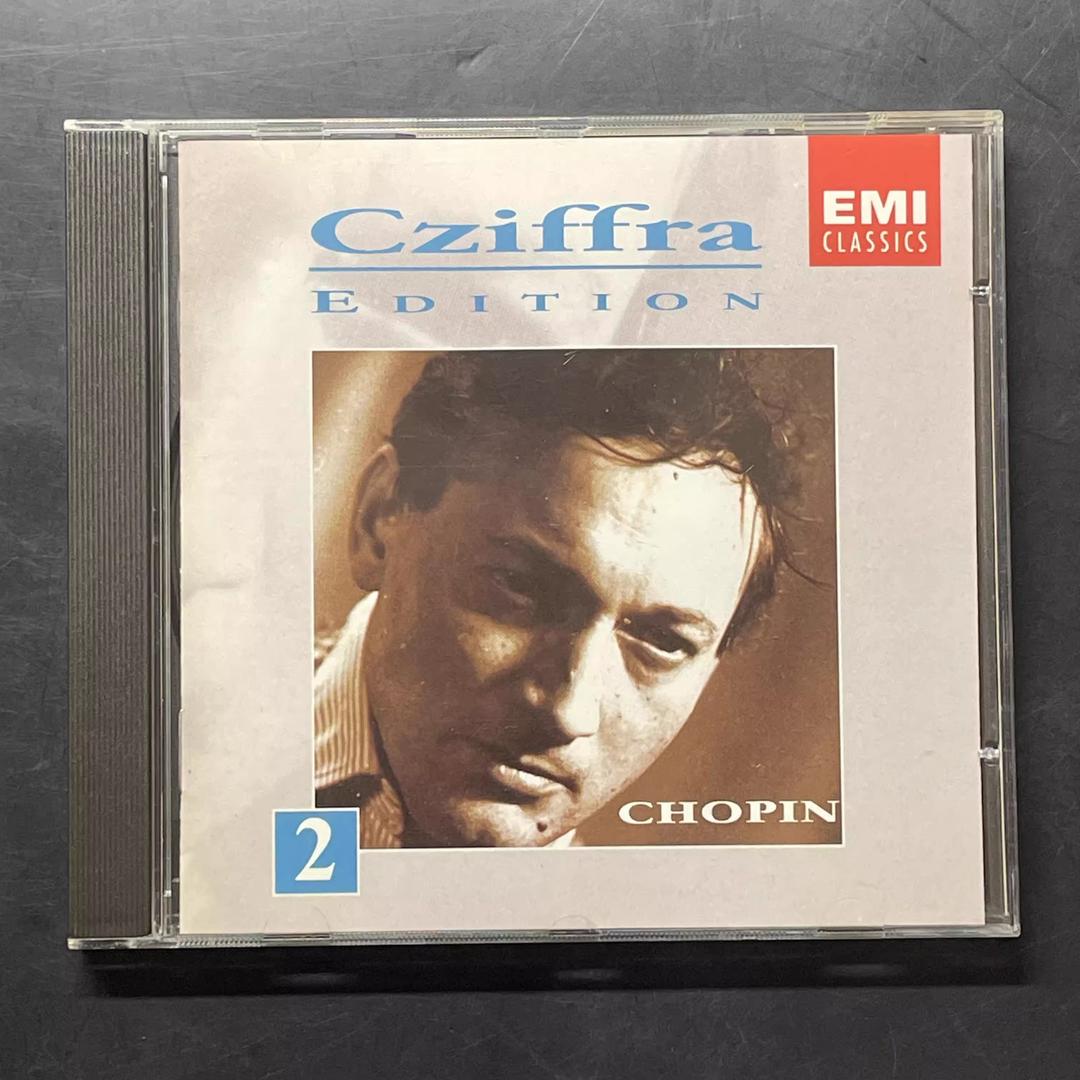 Cziffra
EDITION
EMI
CLASSICS
CHOPIN
2